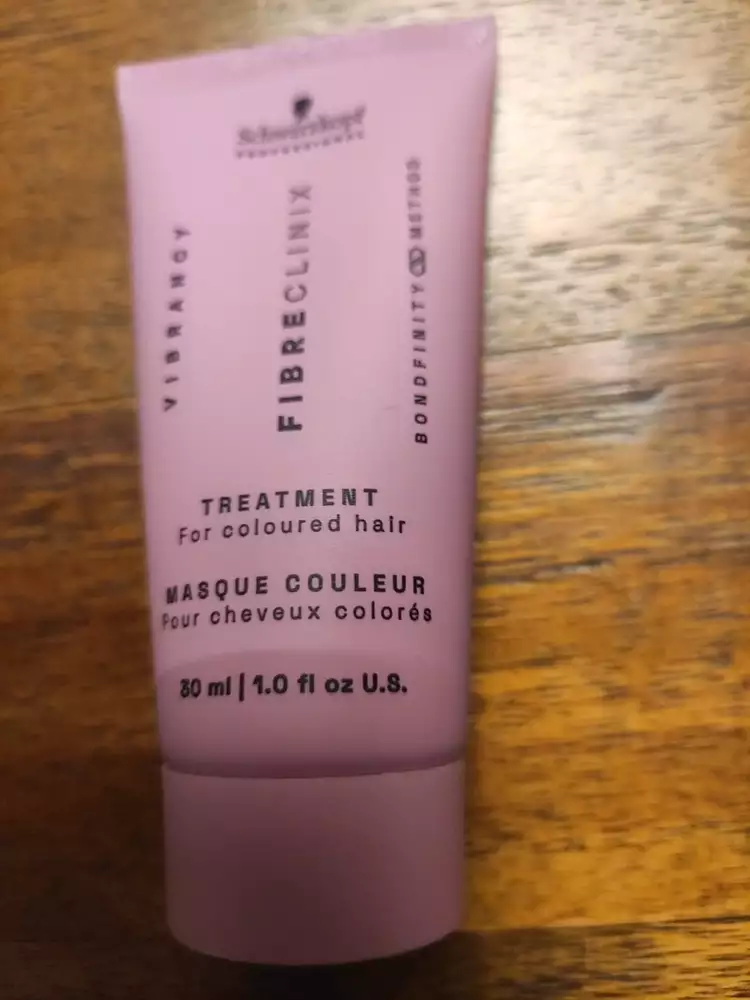 Schwarzkopf
PROFESSIONAL
VIBRANCY
FIBRECLINIX
BONDFINITY METHOD
TREATMENT
For coloured hair
MASQUE COULEUR
Pour cheveux colorés
30 ml | 1.0 fl oz U.S.